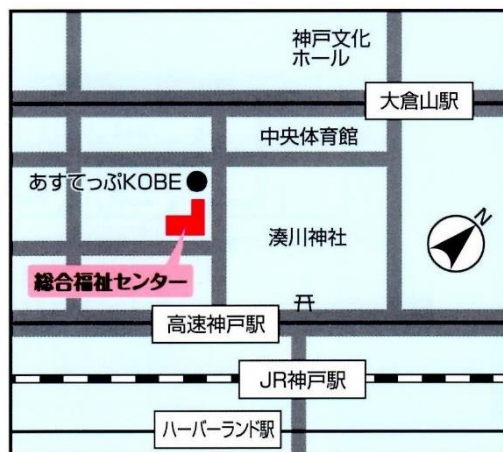 神戸文化
ホール
大倉山駅
中央体育館
あすてっぷKOBE
N
湊川神社
総合福祉センター
高速神戸駅
JR神戸駅
ハーバーランド駅